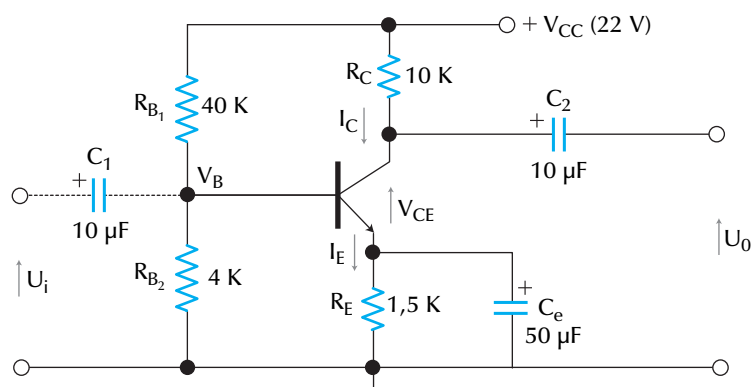 + VCC (22 V)
RC 10 K
RB1 40 K
IC
C2
+
10 µF
C1
+
10 µF
VB
VCE
IE
U0
Ui
RB2 4 K
RE 1,5 K
+
Ce
50 µF